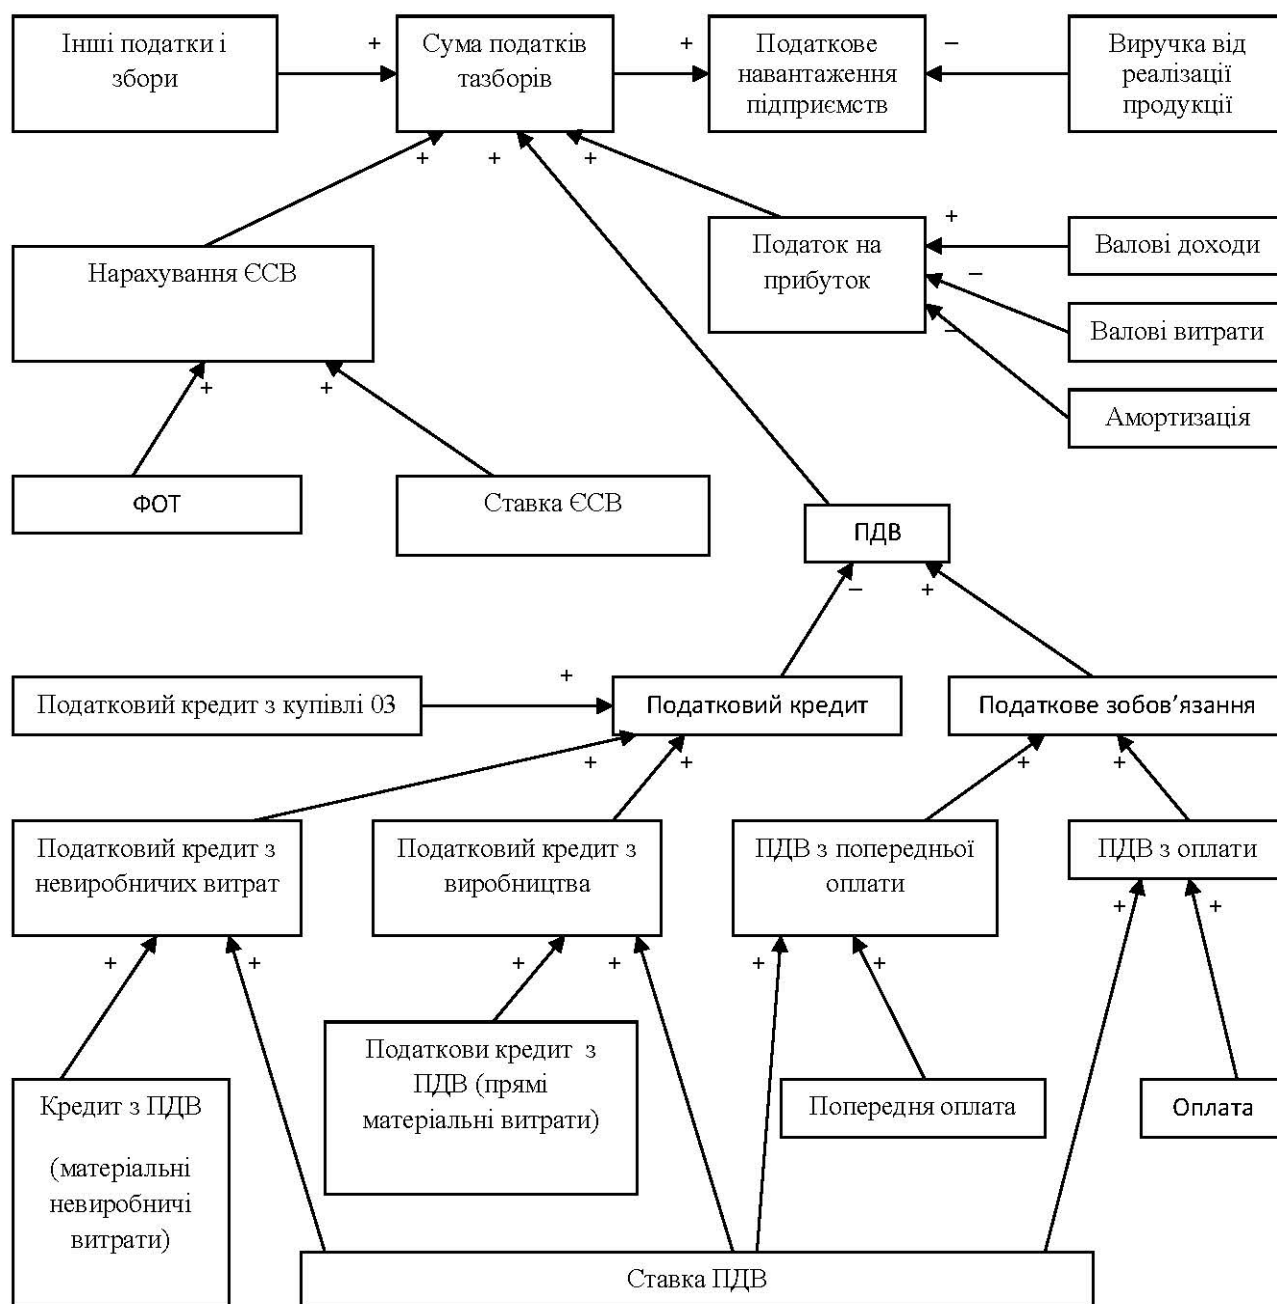 Інші податки і
збори
+
Сума податків
тазборів
+
Податкове
навантаження
підприємств
–
Виручка від
реалізації
продукції
+
+
+
Нарахування ЄСВ
Податок на
прибуток
+
Валові доходи
–
Валові витрати
–
Амортизація
+
+
ФОТ
Ставка ЄСВ
ПДВ
–
+
Податковий кредит з купівлі 03
+
Податковий кредит
Податкове зобов’язання
+
+
+
+
Податковий кредит з
невиробничих витрат
Податковий кредит з
виробництва
ПДВ з попередньої
оплати
ПДВ з оплати
+
+
+
+
+
+
+
+
Податкови кредит з
ПДВ (прямі
матеріальні витрати)
Кредит з ПДВ
(матеріальні
невиробничі
витрати)
Попередня оплата
Оплата
Ставка ПДВ